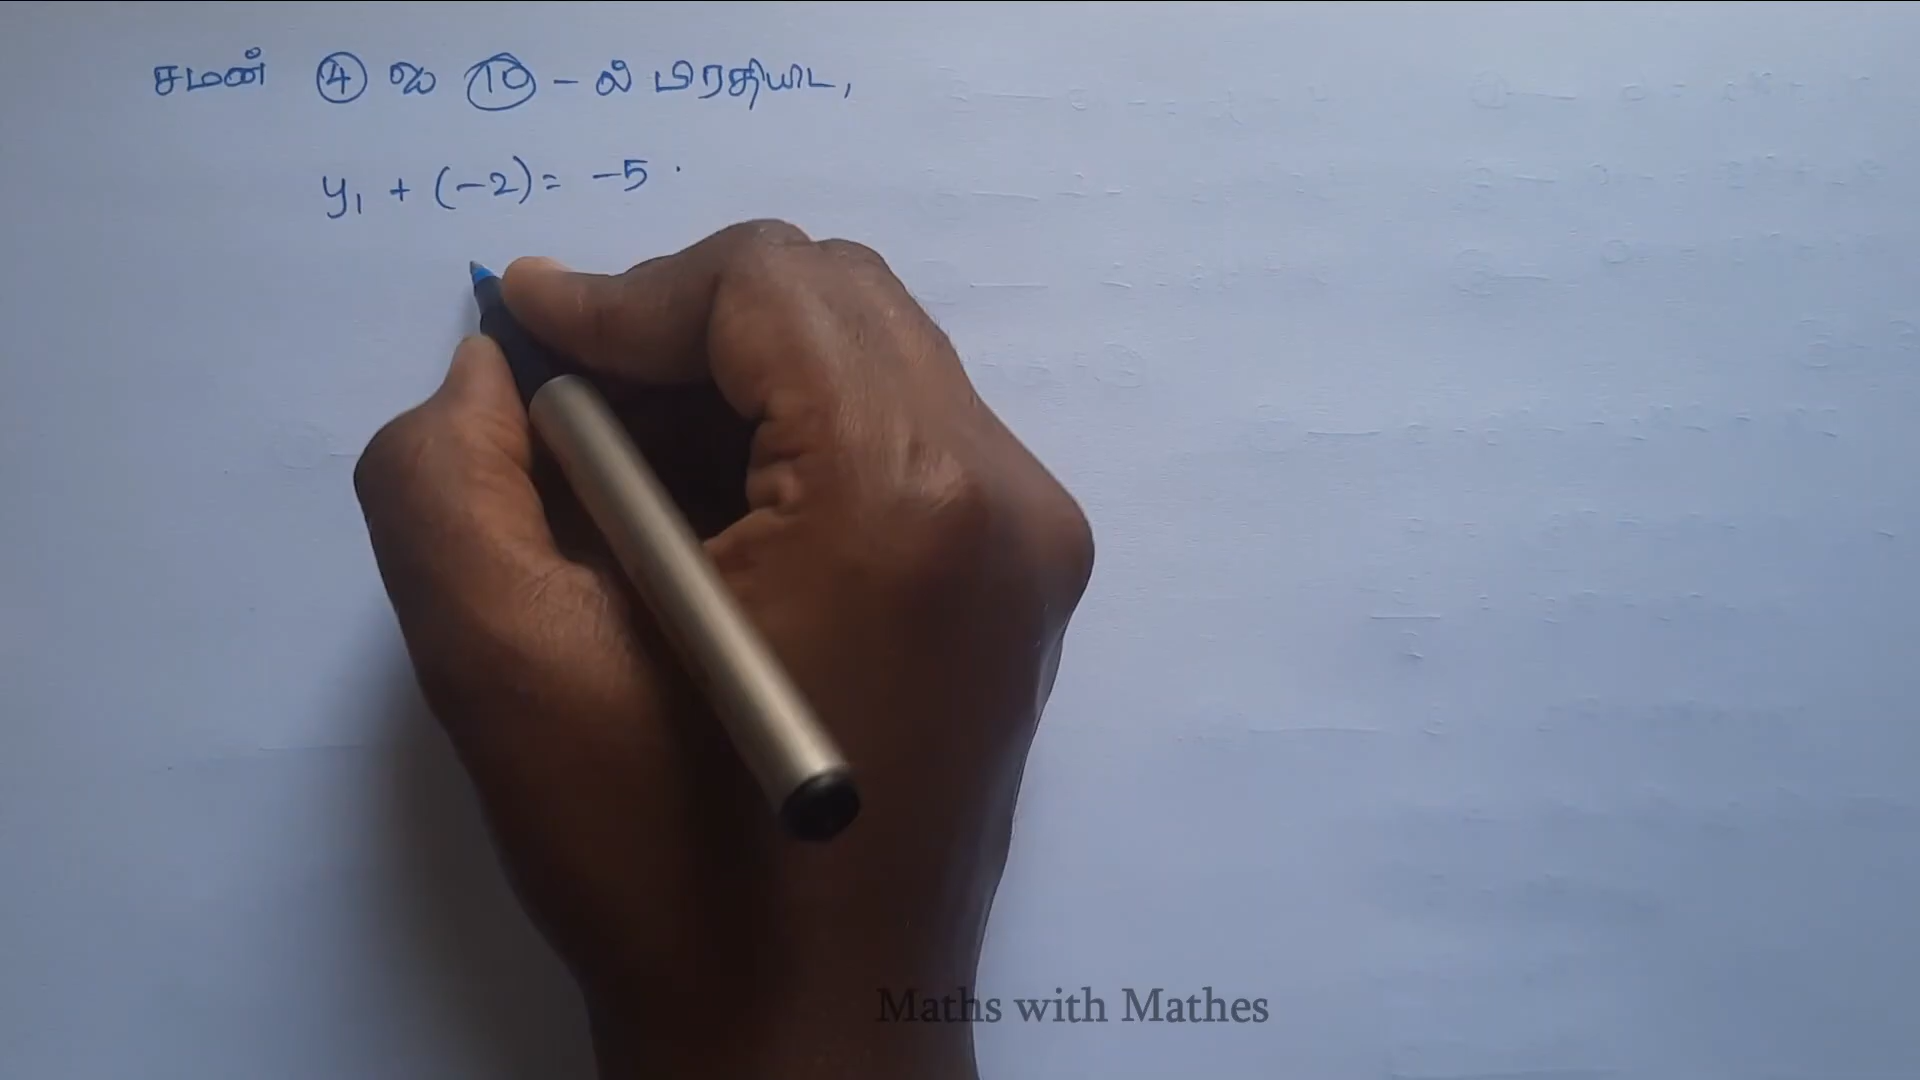 சமன் ④ ஐ ⑩ - ல் பிரதியிட,
y₁ + (-2) = -5 .
Maths with Mathes